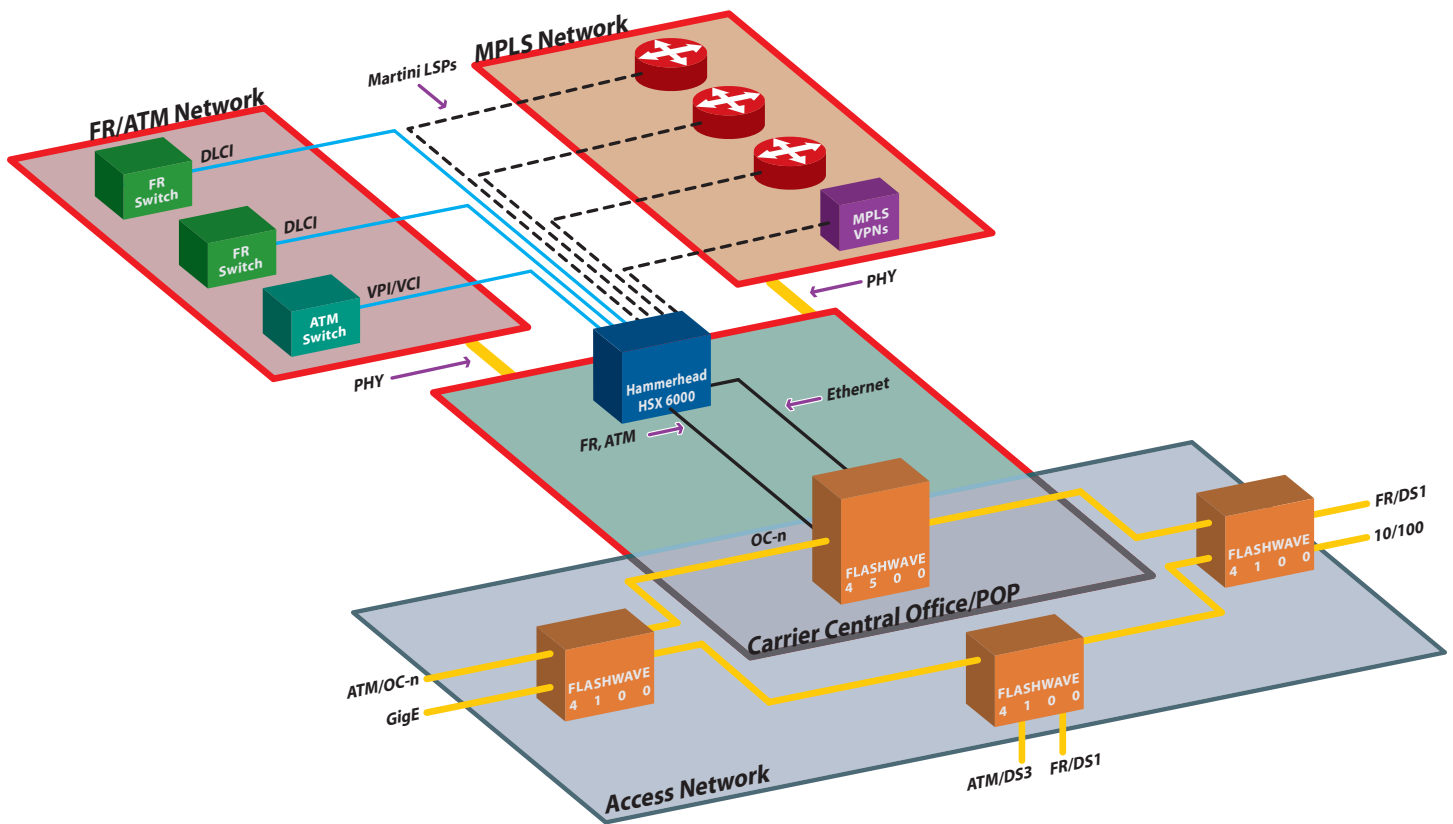 MPLS Network
Martini LSPs
FR/ATM Network
DLCI
FR
Switch
DLCI
FR
Switch
VPI/VCI
ATM
Switch
MPLS
VPNs
PHY
PHY
Hammerhead
HSX 6000
Ethernet
FR, ATM
OC-n
FLASHWAVE
4 5 0 0
FR/DS1
10/100
FLASHWAVE
4 1 0 0
Carrier Central Office/POP
ATM/OC-n
GigE
FLASHWAVE
4 1 0 0
FLASHWAVE
4 1 0 0
ATM/DS3
FR/DS1
Access Network